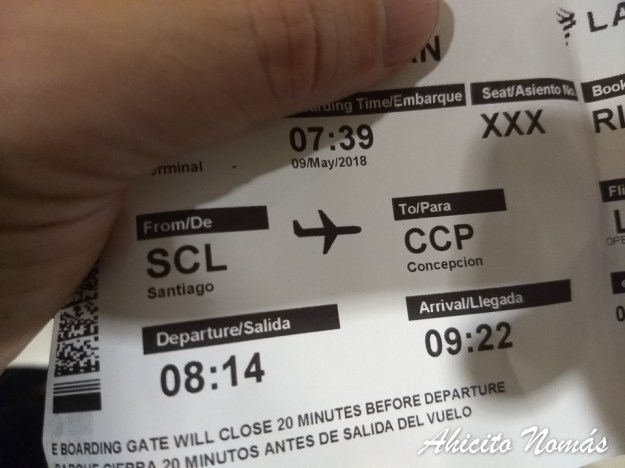 LA
Boarding Time/Embarque
Seat/Asiento No.
07:39
XXX
09/May/2018
From/De
To/Para
SCL
CCP
Santiago
Concepcion
Departure/Salida
Arrival/Llegada
08:14
09:22
E BOARDING GATE WILL CLOSE 20 MINUTES BEFORE DEPARTURE
20 MINUTOS ANTES DE SALIDA DEL VUELO
Ahicito Nomás